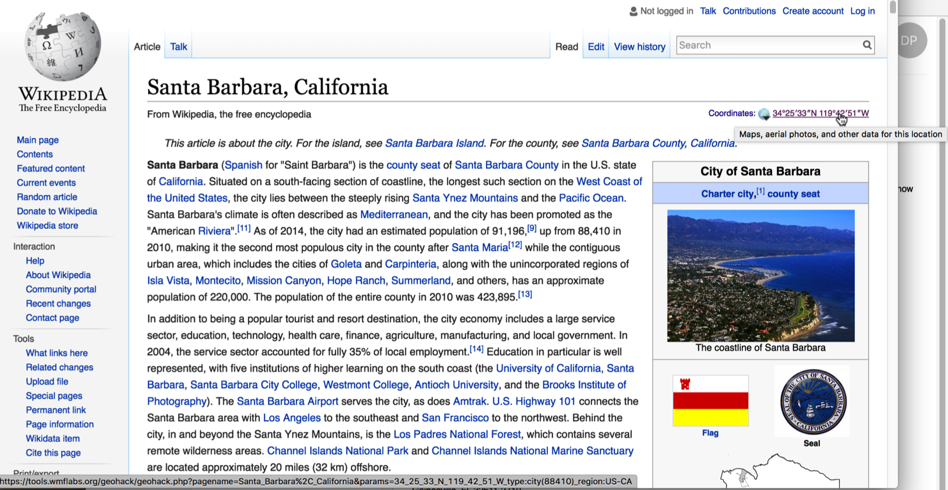 Not logged in Talk Contributions Create account Log in
DP
Article Talk
Read Edit View history Search
WIKIPEDIA
The Free Encyclopedia
Santa Barbara, California
From Wikipedia, the free encyclopedia
Coordinates: 34°25′33″N 119°42′51″W
Maps, aerial photos, and other data for this location
Main page
Contents
Featured content
Current events
Random article
Donate to Wikipedia
Wikipedia store
Interaction
Help
About Wikipedia
Community portal
Recent changes
Contact page
Tools
What links here
Related changes
Upload file
Special pages
Permanent link
Page information
Wikidata item
Cite this page
Print/export
This article is about the city. For the island, see Santa Barbara Island. For the county, see Santa Barbara County, California.
Santa Barbara (Spanish for "Saint Barbara") is the county seat of Santa Barbara County in the U.S. state
of California. Situated on a south-facing section of coastline, the longest such section on the West Coast of
the United States, the city lies between the steeply rising Santa Ynez Mountains and the Pacific Ocean.
Santa Barbara's climate is often described as Mediterranean, and the city has been promoted as the
"American Riviera".[11] As of 2014, the city had an estimated population of 91,196,[9] up from 88,410 in
2010, making it the second most populous city in the county after Santa Maria[12] while the contiguous
urban area, which includes the cities of Goleta and Carpinteria, along with the unincorporated regions of
Isla Vista, Montecito, Mission Canyon, Hope Ranch, Summerland, and others, has an approximate
population of 220,000. The population of the entire county in 2010 was 423,895.[13]
In addition to being a popular tourist and resort destination, the city economy includes a large service
sector, education, technology, health care, finance, agriculture, manufacturing, and local government. In
2004, the service sector accounted for fully 35% of local employment.[14] Education in particular is well
represented, with five institutions of higher learning on the south coast (the University of California, Santa
Barbara, Santa Barbara City College, Westmont College, Antioch University, and the Brooks Institute of
Photography). The Santa Barbara Airport serves the city, as does Amtrak. U.S. Highway 101 connects the
Santa Barbara area with Los Angeles to the southeast and San Francisco to the northwest. Behind the
city, in and beyond the Santa Ynez Mountains, is the Los Padres National Forest, which contains several
remote wilderness areas. Channel Islands National Park and Channel Islands National Marine Sanctuary
are located approximately 20 miles (32 km) offshore.
City of Santa Barbara
Charter city,[1] county seat
The coastline of Santa Barbara
Flag
Seal
now
https://tools.wmflabs.org/geohack/geohack.php?pagename=Santa_Barbara%2C_California&params=34_25_33_N_119_42_51_W_type:city(88410)_region:US-CA